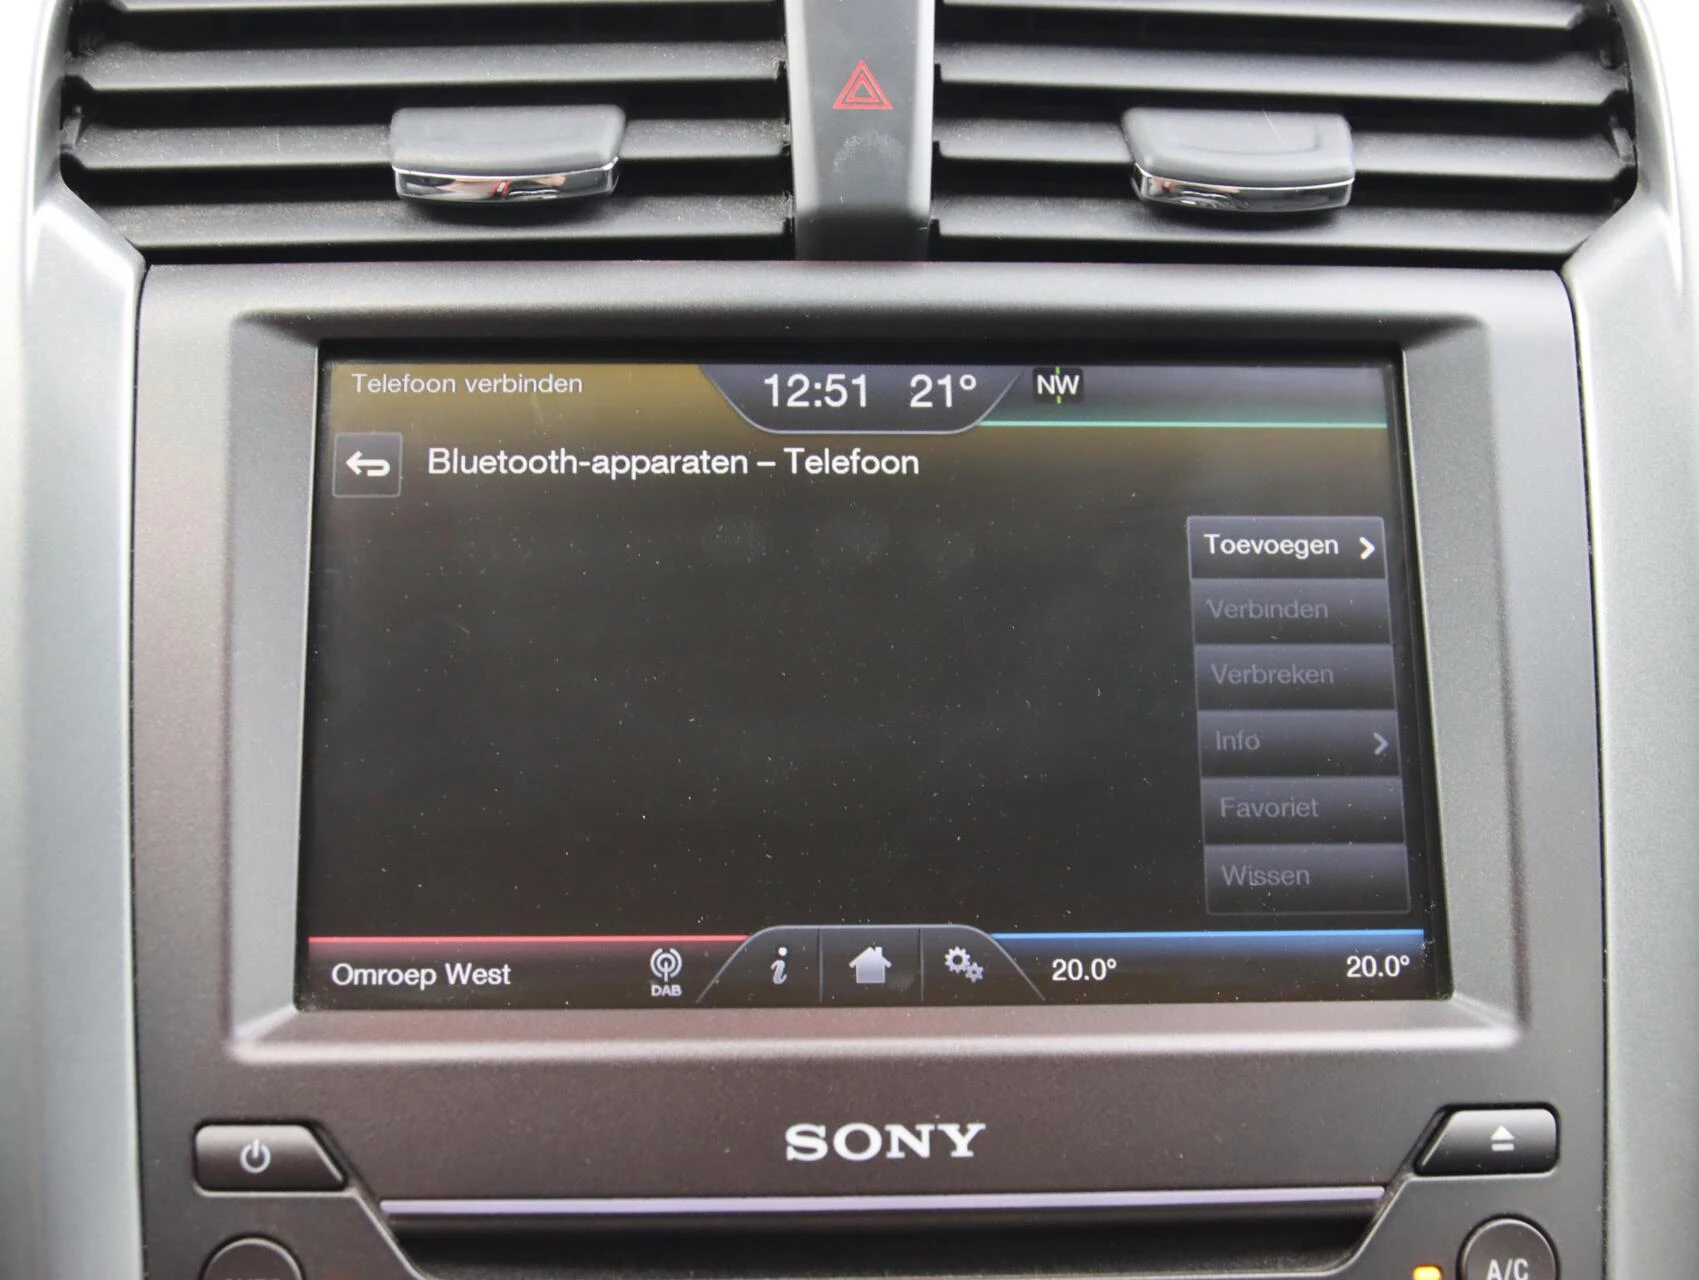 Telefoon verbinden
12:51 21°
NW
Bluetooth-apparaten – Telefoon
Toevoegen
Verbinden
Verbreken
Info
Favoriet
Wissen
Omroep West
DAB
20.0°
20.0°
SONY
A/C